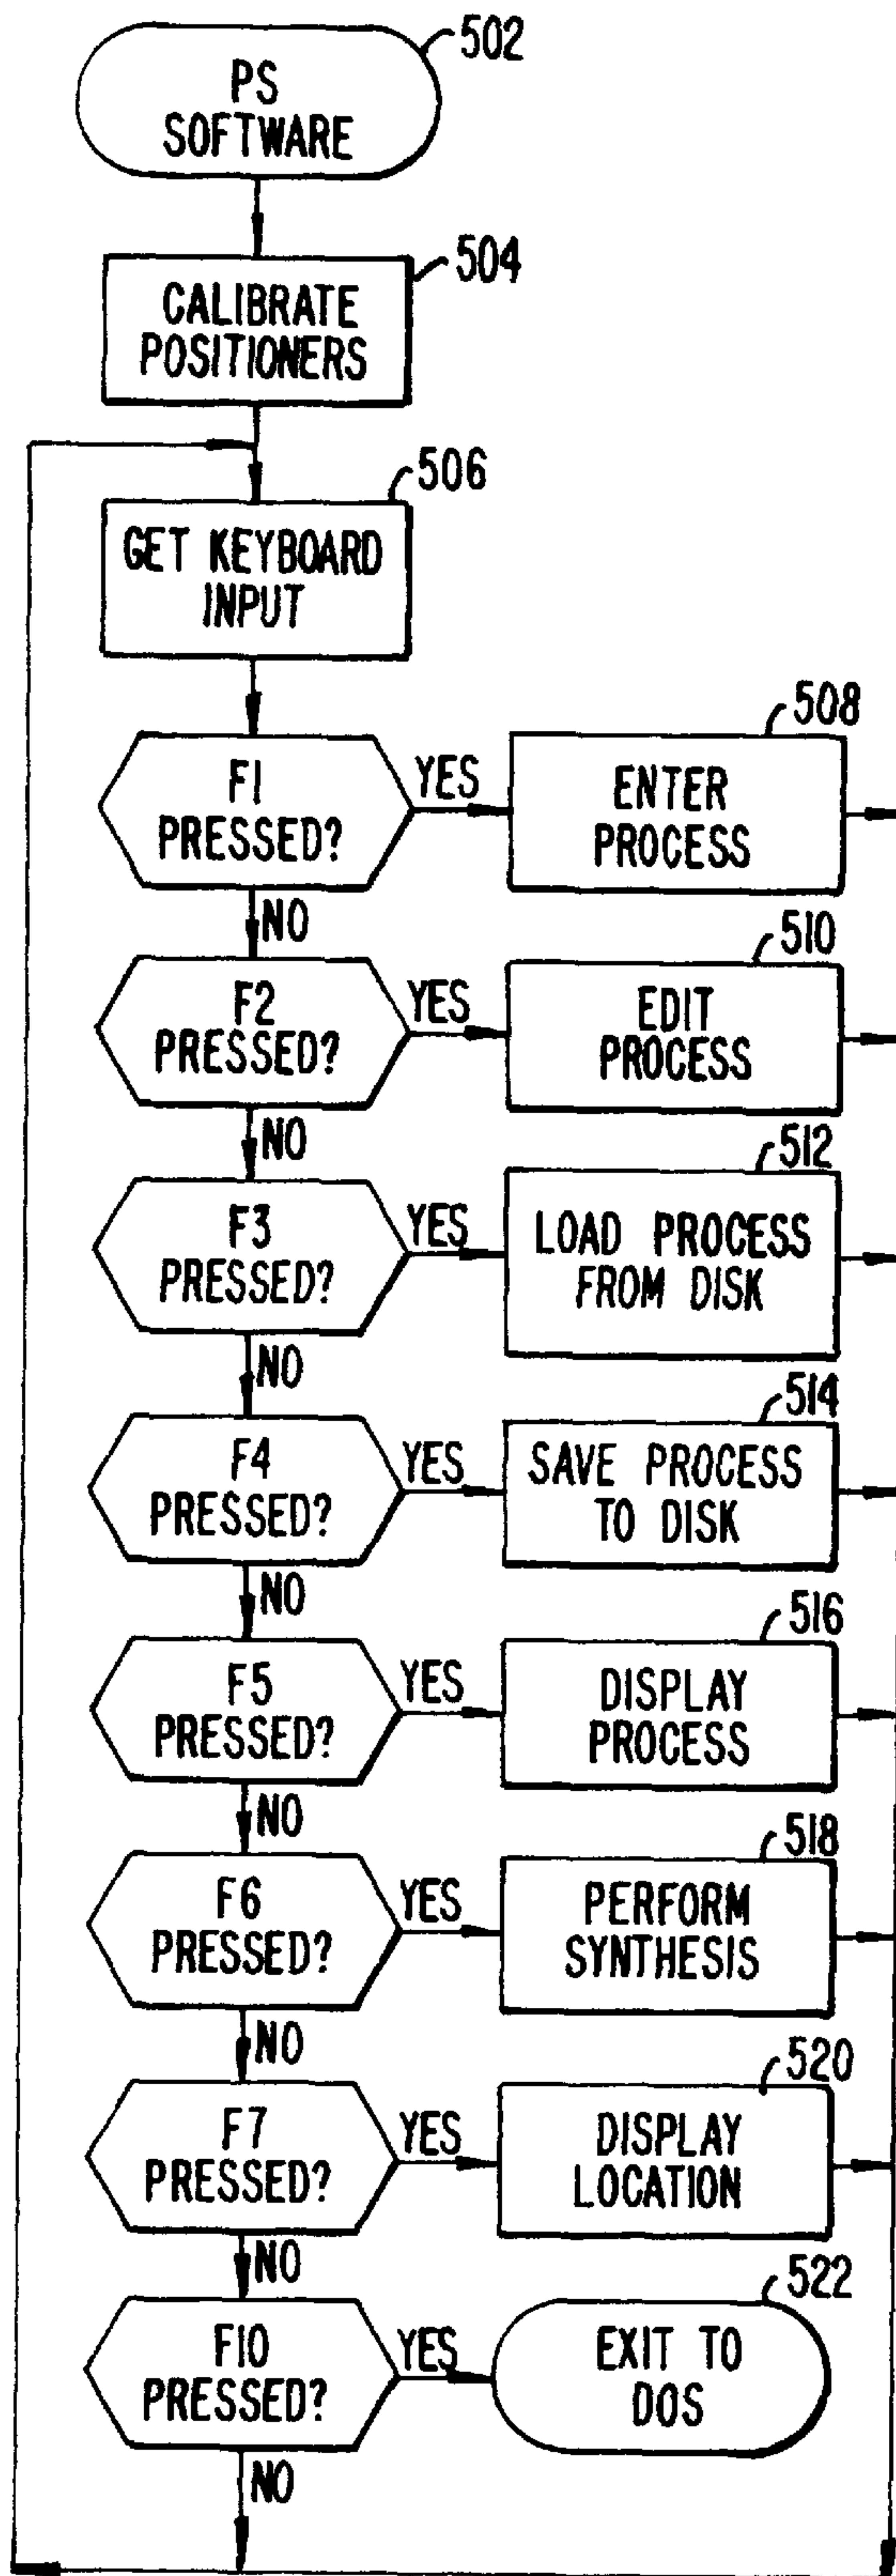 502
PS
SOFTWARE
504
CALIBRATE
POSITIONERS
506
GET KEYBOARD
INPUT
F1
PRESSED?
YES
508
ENTER
PROCESS
NO
F2
PRESSED?
YES
510
EDIT
PROCESS
NO
F3
PRESSED?
YES
512
LOAD PROCESS
FROM DISK
NO
F4
PRESSED?
YES
514
SAVE PROCESS
TO DISK
NO
F5
PRESSED?
YES
516
DISPLAY
PROCESS
NO
F6
PRESSED?
YES
518
PERFORM
SYNTHESIS
NO
F7
PRESSED?
YES
520
DISPLAY
LOCATION
NO
F10
PRESSED?
YES
522
EXIT TO
DOS
NO